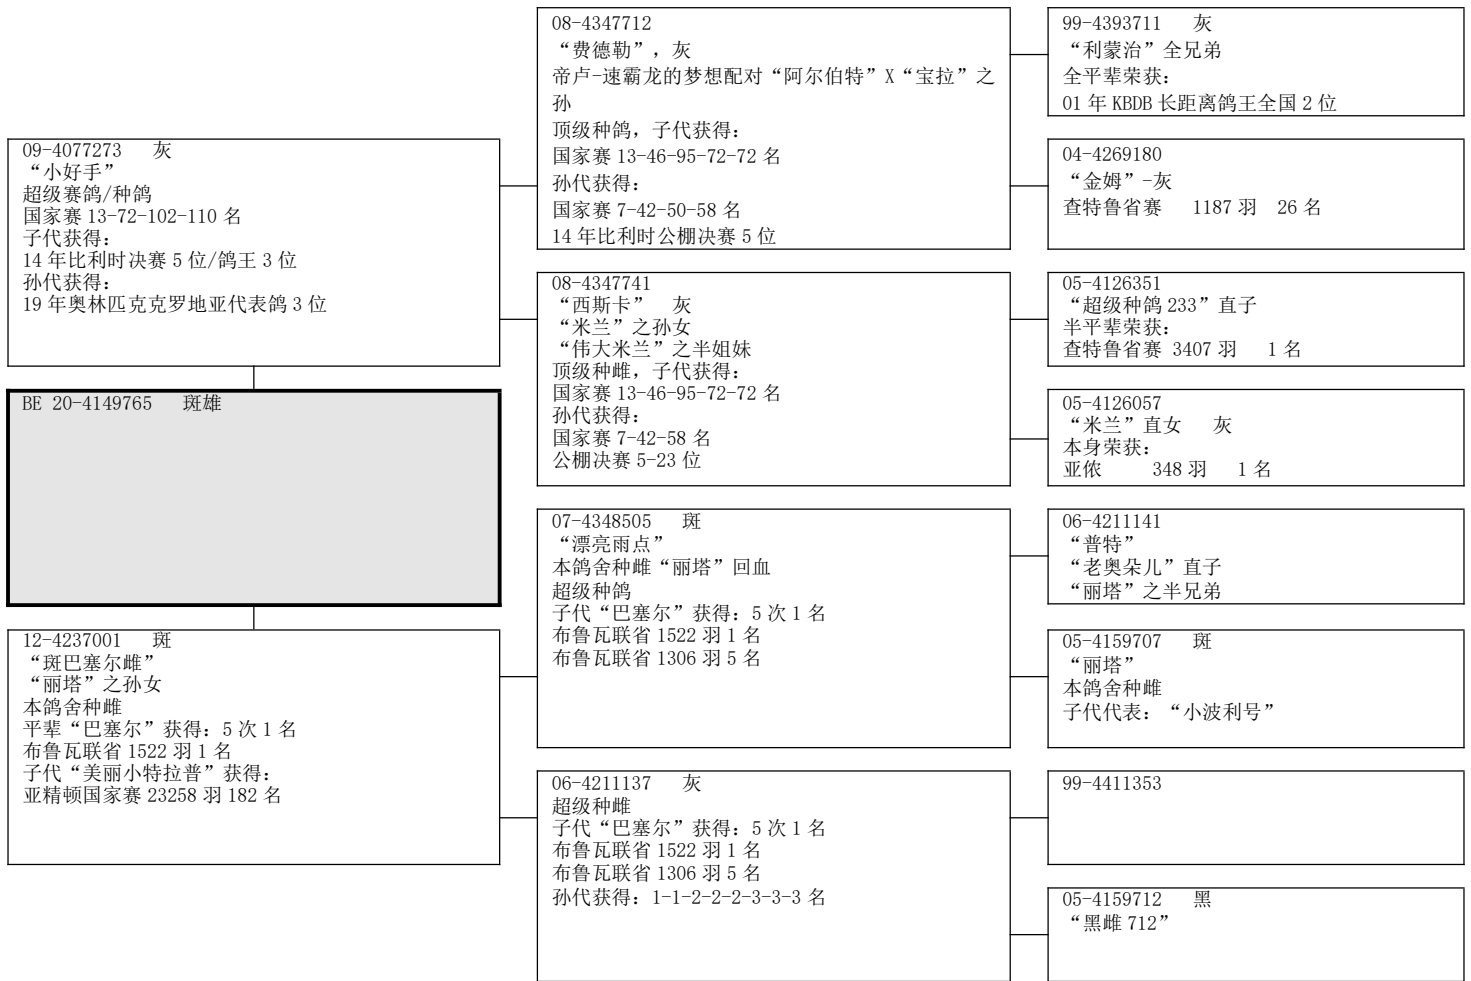 09-4077273 灰
“小好手”
超级赛鸽/种鸽
国家赛 13-72-102-110 名
子代获得：
14 年比利时决赛 5 位/鸽王 3 位
孙代获得：
19 年奥林匹克克罗地亚代表鸽 3 位
BE 20-4149765 斑雄
12-4237001 斑
“斑巴塞尔雌”
“丽塔”之孙女
本鸽舍种雌
平辈“巴塞尔”获得：5 次 1 名
布鲁瓦联省 1522 羽 1 名
子代“美丽小特拉普”获得：
亚精顿国家赛 23258 羽 182 名
08-4347712
“费德勒”，灰
帝卢-速霸龙的梦想配对“阿尔伯特”X“宝拉”之
孙
顶级种鸽，子代获得：
国家赛 13-46-95-72-72 名
孙代获得：
国家赛 7-42-50-58 名
14 年比利时公棚决赛 5 位
08-4347741
“西斯卡” 灰
“米兰”之孙女
“伟大米兰”之半姐妹
顶级种雌，子代获得：
国家赛 13-46-95-72-72 名
孙代获得：
国家赛 7-42-58 名
公棚决赛 5-23 位
07-4348505 斑
“漂亮雨点”
本鸽舍种雌“丽塔”回血
超级种鸽
子代“巴塞尔”获得：5 次 1 名
布鲁瓦联省 1522 羽 1 名
布鲁瓦联省 1306 羽 5 名
06-4211137 灰
超级种雌
子代“巴塞尔”获得：5 次 1 名
布鲁瓦联省 1522 羽 1 名
布鲁瓦联省 1306 羽 5 名
孙代获得：1-1-2-2-2-3-3-3 名
99-4393711 灰
“利蒙治”全兄弟
全平辈荣获：
01 年 KBDB 长距离鸽王全国 2 位
04-4269180
“金姆”-灰
查特鲁省赛 1187 羽 26 名
05-4126351
“超级种鸽 233”直子
半平辈荣获：
查特鲁省赛 3407 羽 1 名
05-4126057
“米兰”直女 灰
本身荣获：
亚侬 348 羽 1 名
06-4211141
“普特”
“老奥朵儿”直子
“丽塔”之半兄弟
05-4159707 斑
“丽塔”
本鸽舍种雌
子代代表：“小波利号”
99-4411353
05-4159712 黑
“黑雌 712”